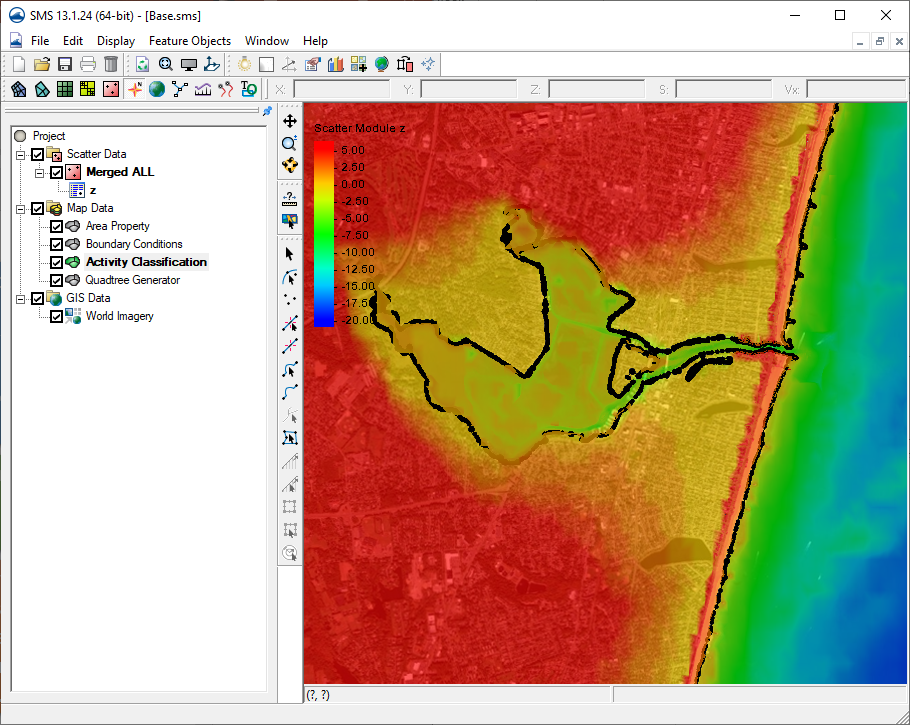 SMS 13.1.24 (64-bit) - [Base.sms]
File Edit Display Feature Objects Window Help
X: Y: Z: S: Vx:
Project
Scatter Data
Merged ALL
z
Map Data
Area Property
Boundary Conditions
Activity Classification
Quadtree Generator
GIS Data
World Imagery
Scatter Module z
5.00
2.50
0.00
-2.50
-5.00
-7.50
-10.00
-12.50
-15.00
-17.50
-20.00
(?, ?)